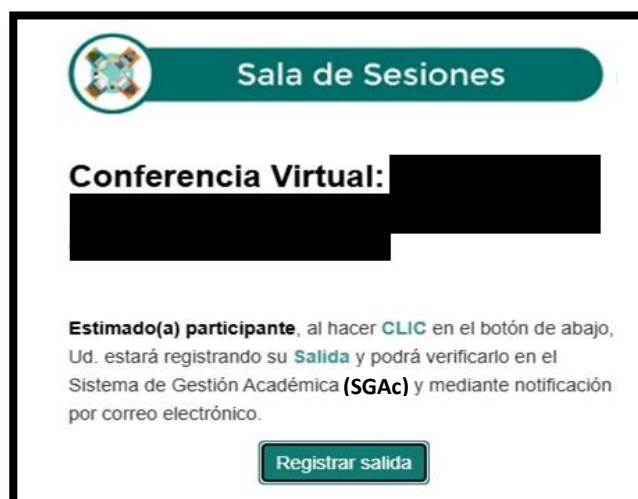 Sala de Sesiones
Conferencia Virtual:
Estimado(a) participante, al hacer CLIC en el botón de abajo,
Ud. estará registrando su Salida y podrá verificarlo en el
Sistema de Gestión Académica (SGAc) y mediante notificación
por correo electrónico.
Registrar salida